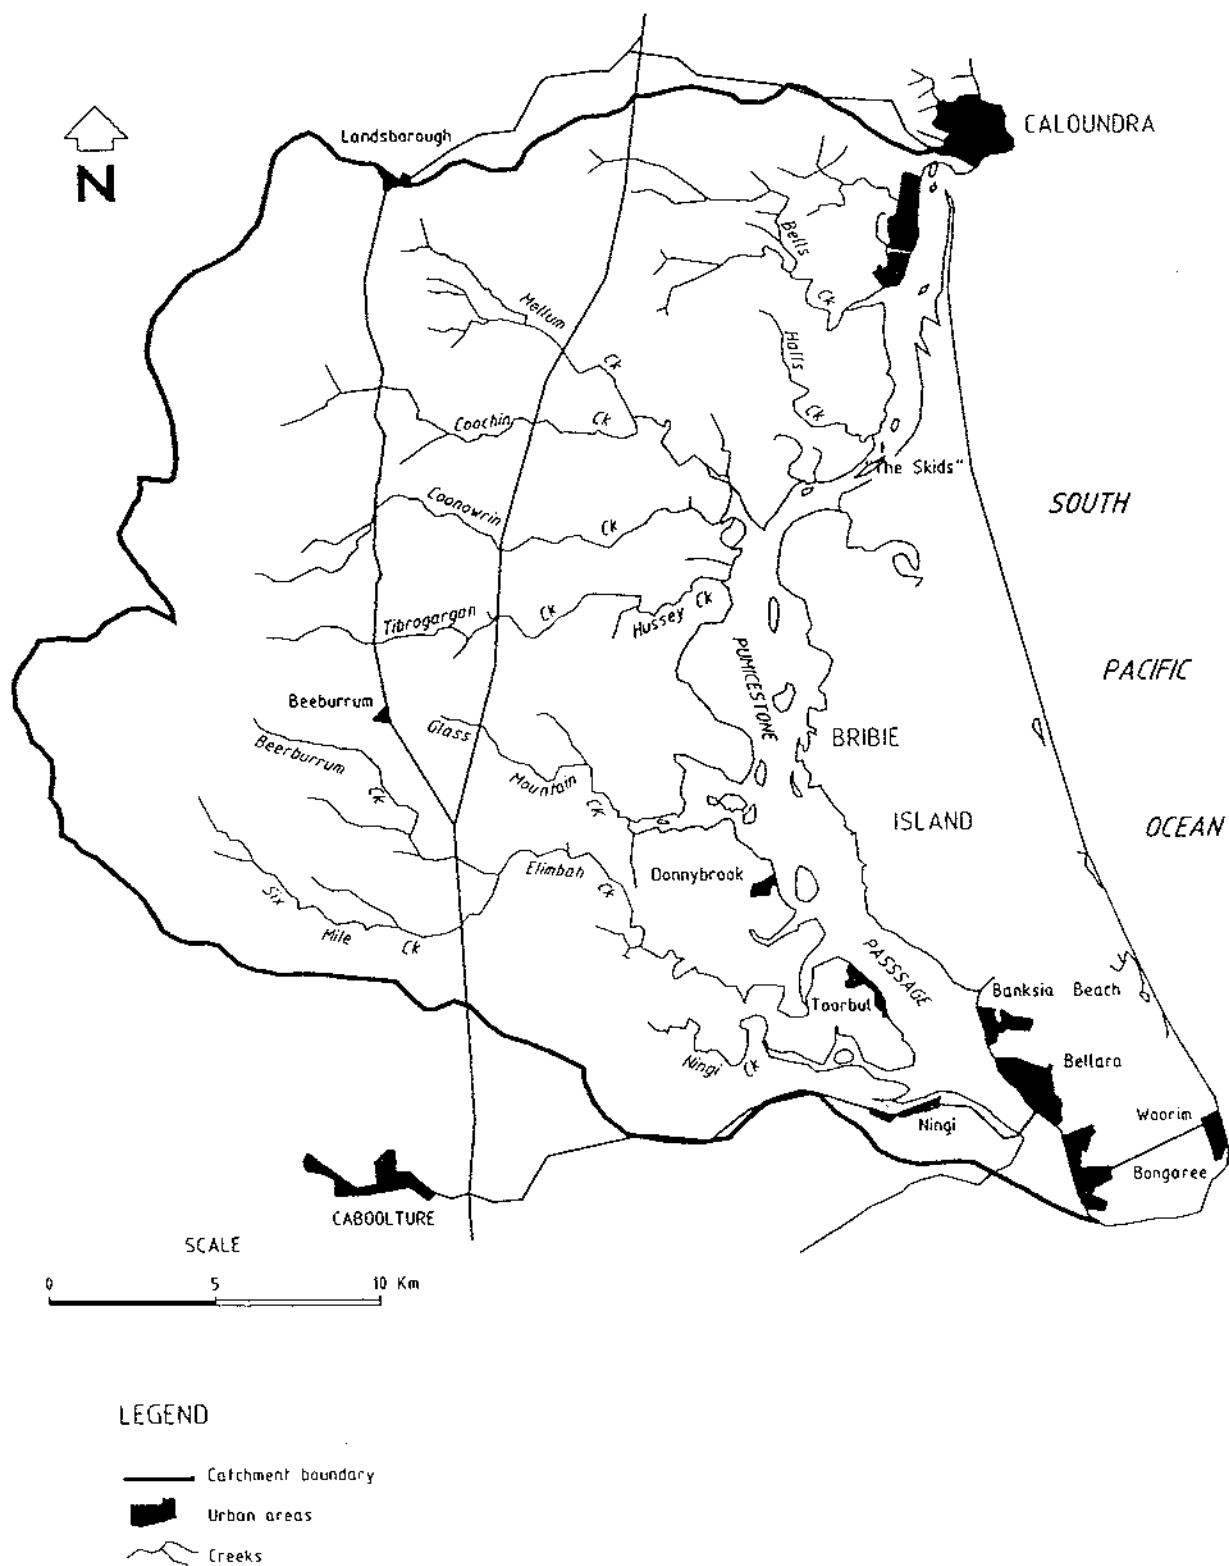 N
Landsborough
CALOUNDRA
Bells
Ck
Mellum
Ck
Halls
Ck
Coochin
Ck
"The Skids"
Coonowrin
Ck
SOUTH
Tibrogargan
Ck
Hussey
Ck
PUMICESTONE
PACIFIC
Beeburrum
Glass
Mountain
Ck
BRIBIE
Beerburrum
Ck
ISLAND
OCEAN
Elimbah
Ck
Donnybrook
Six
Mile
Ck
PASSSAGE
Toorbul
Banksia Beach
Ningi
Ck
Bellara
Ningi
Woorim
Bongaree
CABOOLTURE
SCALE
0 5 10 Km
LEGEND
Catchment boundary
Urban areas
Creeks